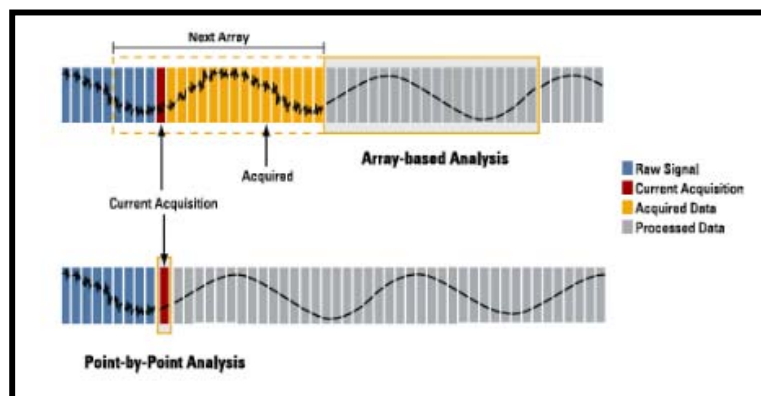 Next Array
Array-based Analysis
Acquired
Current Acquisition
Raw Signal
Current Acquisition
Acquired Data
Processed Data
Point-by-Point Analysis